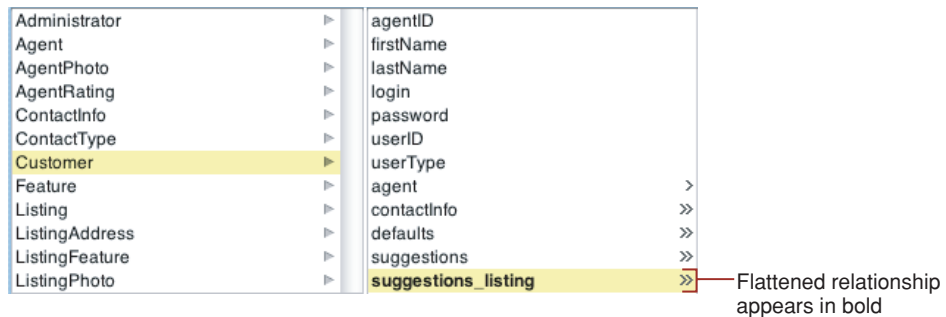 Administrator
Agent
AgentPhoto
AgentRating
ContactInfo
ContactType
Customer
Feature
Listing
ListingAddress
ListingFeature
ListingPhoto
agentID
firstName
lastName
login
password
userID
userType
agent
contactInfo
defaults
suggestions
suggestions_listing
Flattened relationship
appears in bold